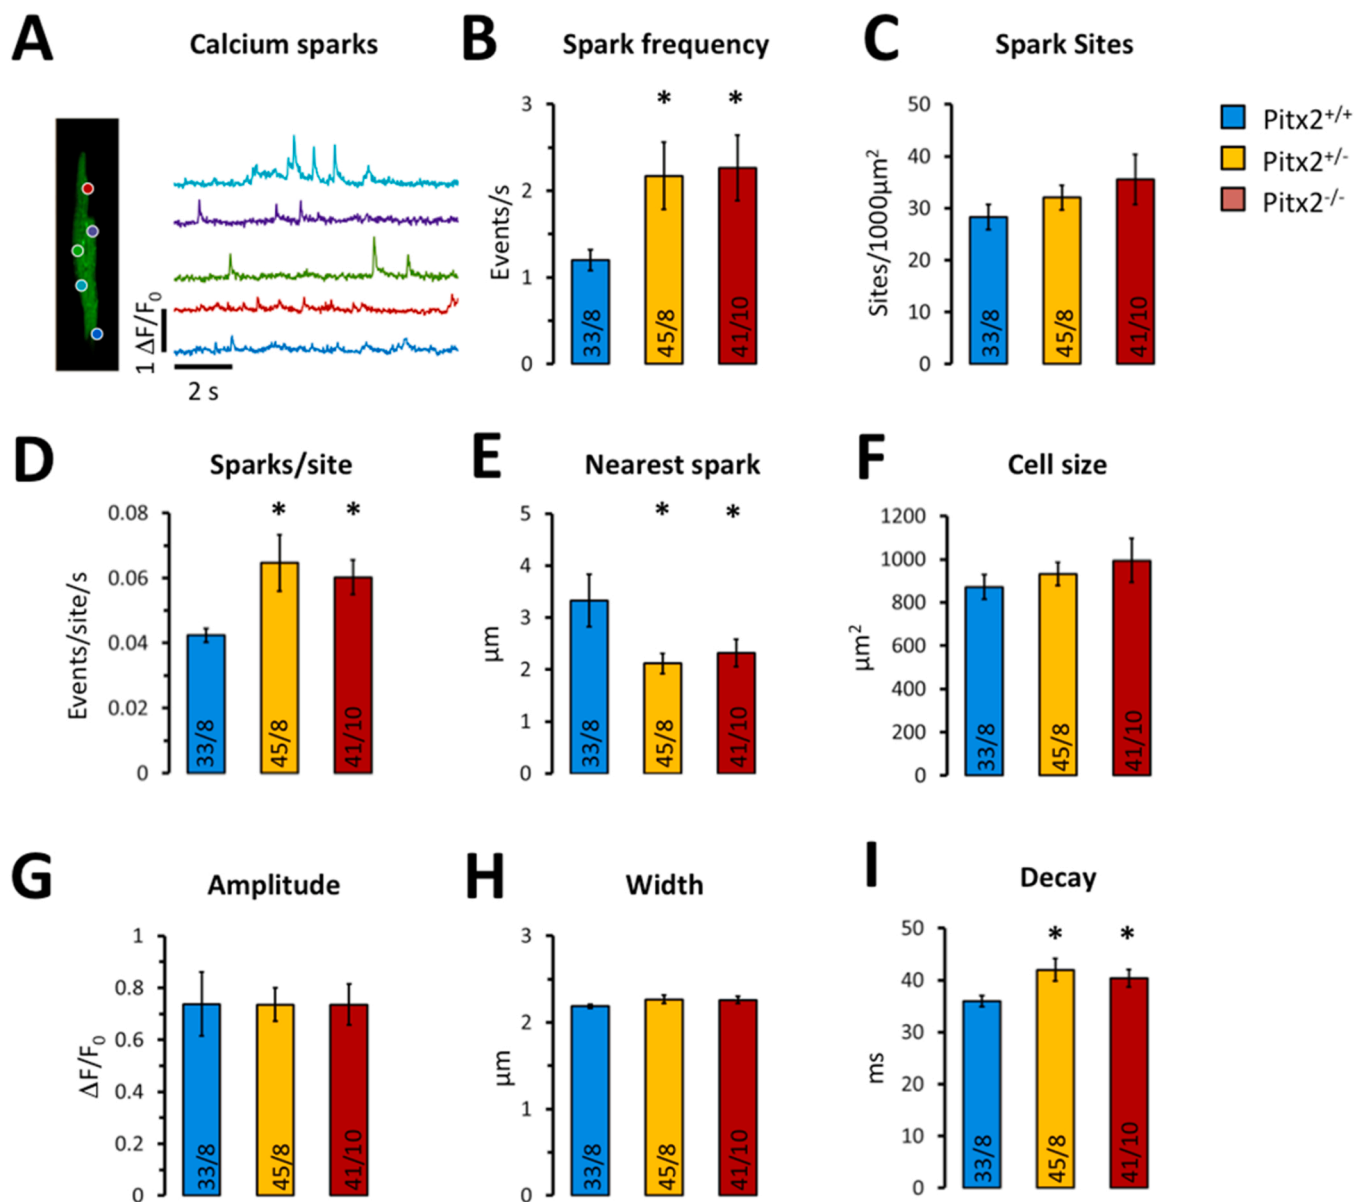 A
Calcium sparks
1 ΔF/F0
2 s
B
Spark frequency
* *
Events/s
3
2
1
0
33/8
45/8
41/10
C
Spark Sites
Sites/1000µm2
50
40
30
20
10
0
33/8
45/8
41/10
Pitx2+/+
Pitx2+/-
Pitx2-/-
D
Sparks/site
* *
Events/site/s
0.08
0.06
0.04
0.02
0
33/8
45/8
41/10
E
Nearest spark
* *
µm
5
4
3
2
1
0
33/8
45/8
41/10
F
Cell size
µm2
1200
1000
800
600
400
200
0
33/8
45/8
41/10
G
Amplitude
ΔF/F0
1
0.8
0.6
0.4
0.2
0
33/8
45/8
41/10
H
Width
µm
3
2
1
0
33/8
45/8
41/10
I
Decay
* *
ms
50
40
30
20
10
0
33/8
45/8
41/10